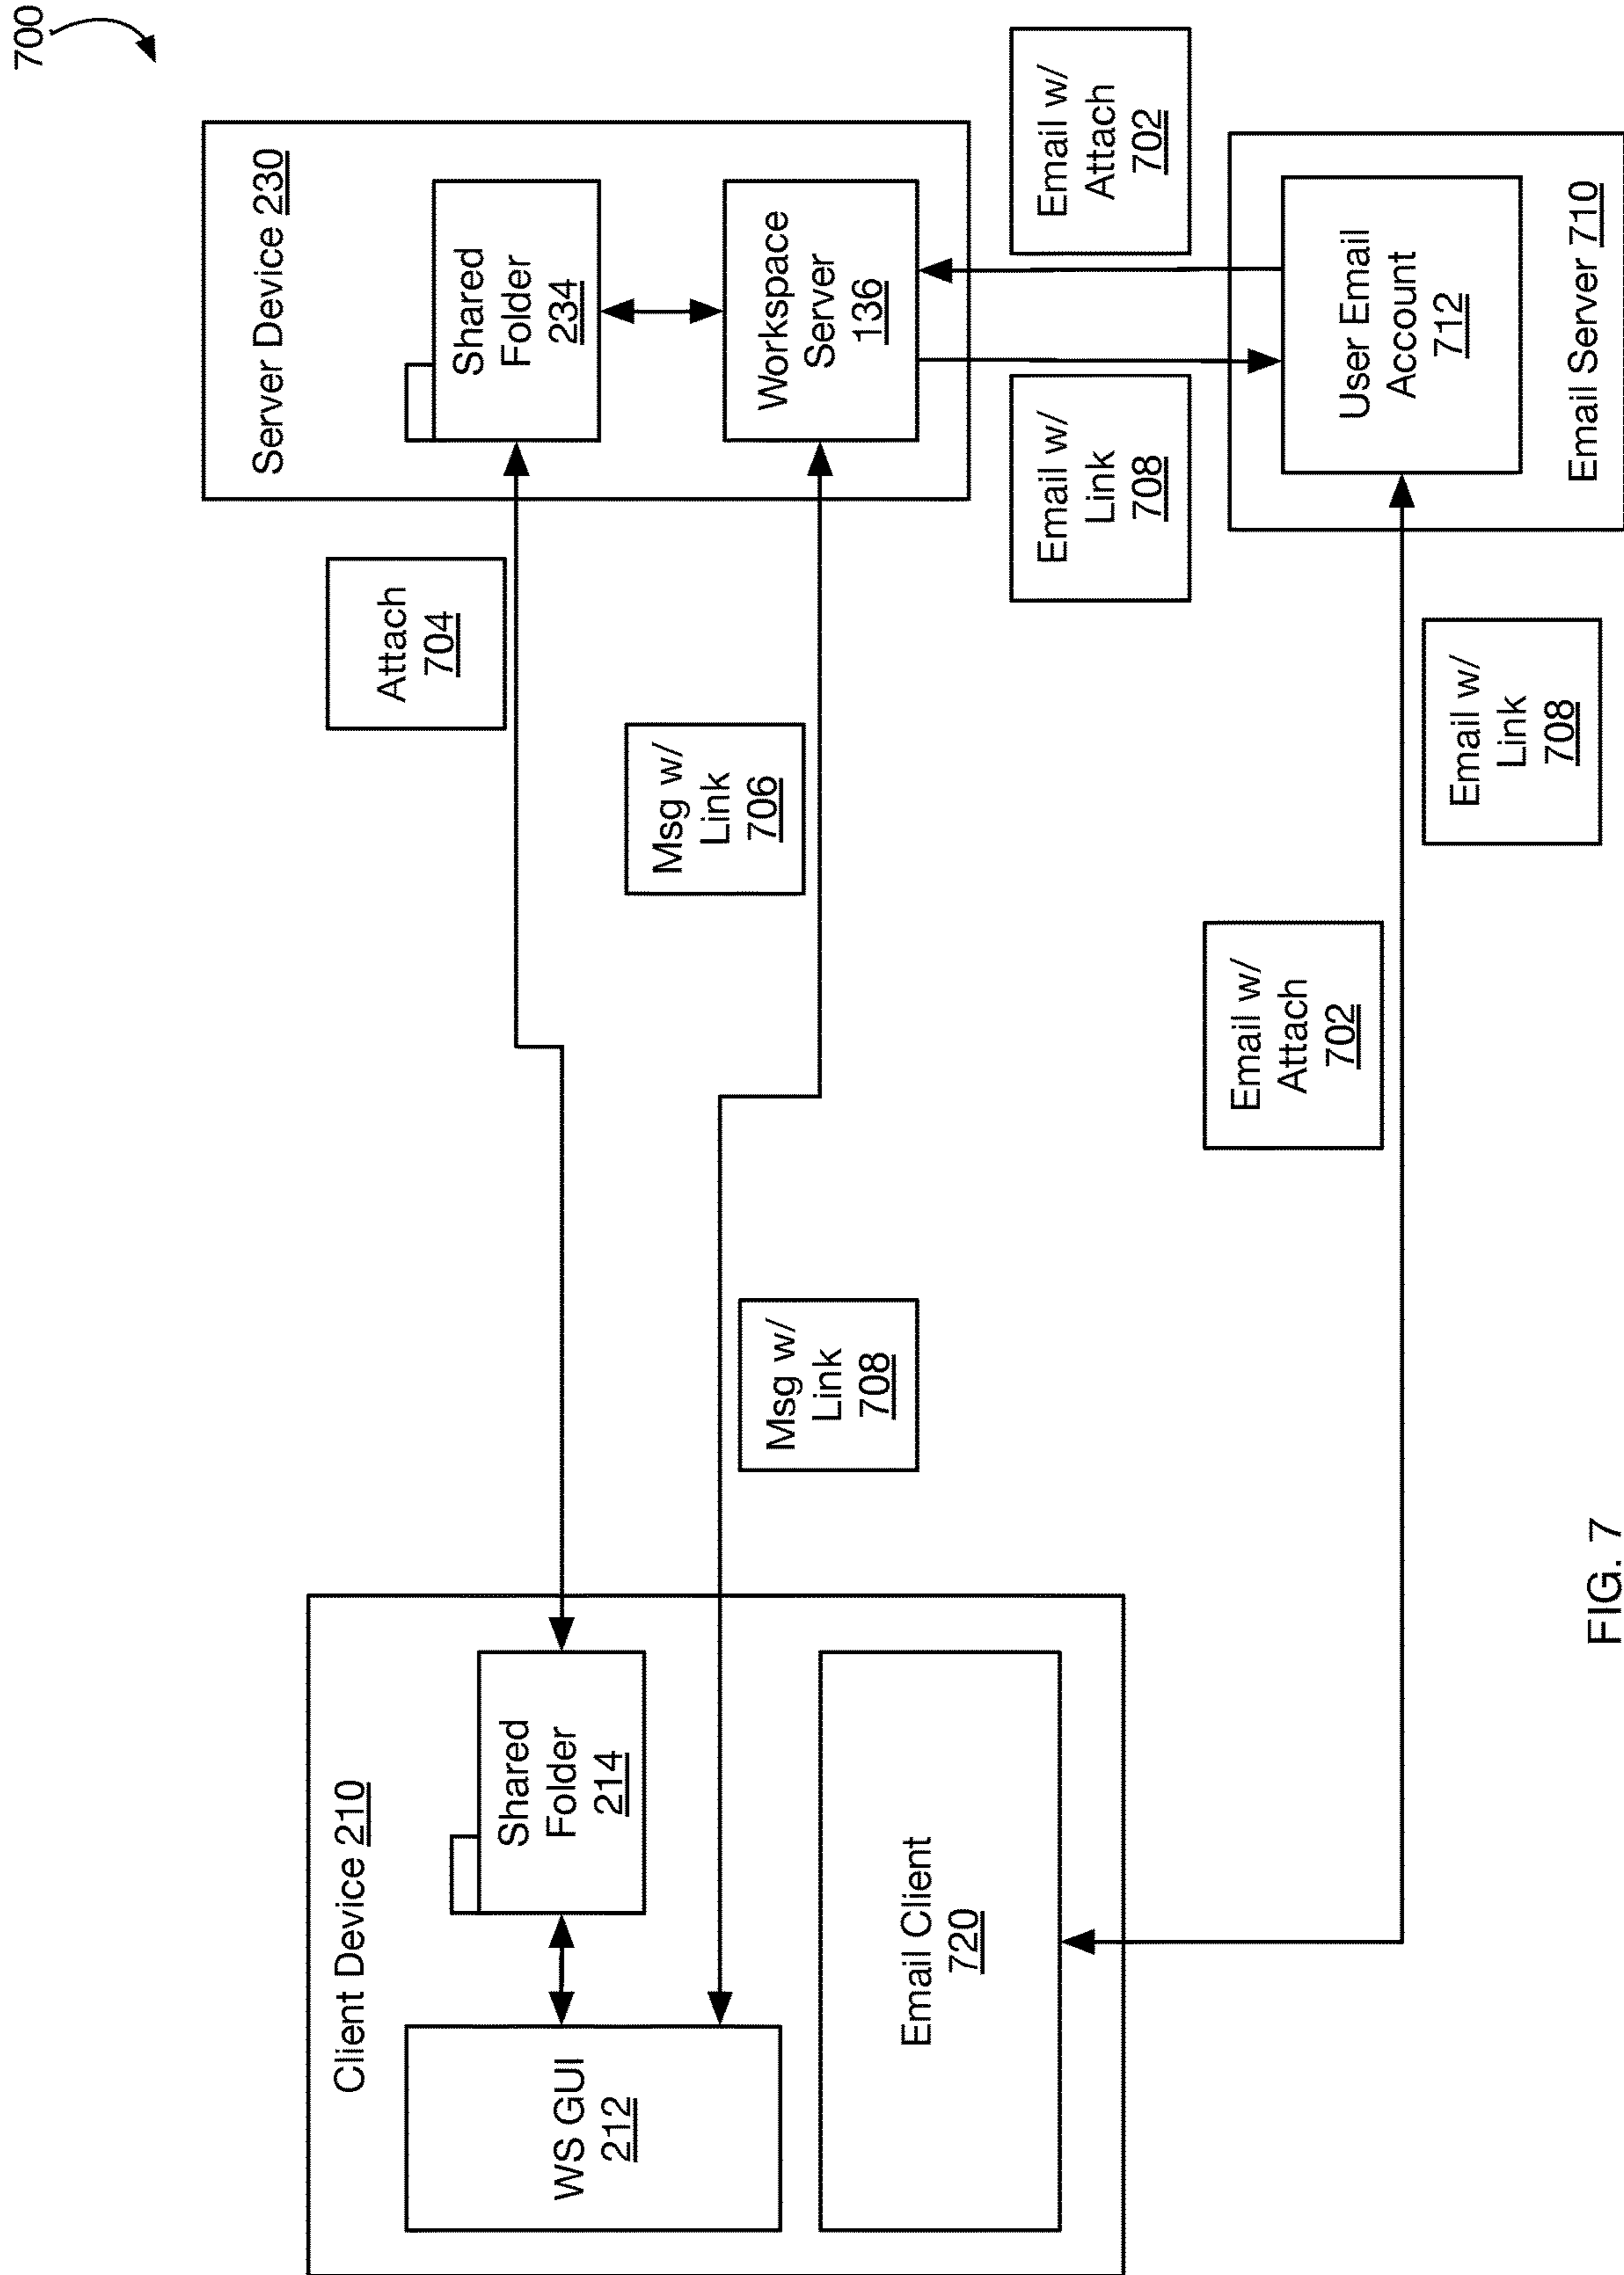 700
Client Device 210
WS GUI
212
Shared
Folder
214
Email Client
720
Msg w/
Link
708
Msg w/
Link
706
Attach
704
Server Device 230
Shared
Folder
234
Workspace
Server
136
Email w/
Link
708
Email w/
Attach
702
Email w/
Attach
702
Email w/
Link
708
User Email
Account
712
Email Server 710
FIG. 7